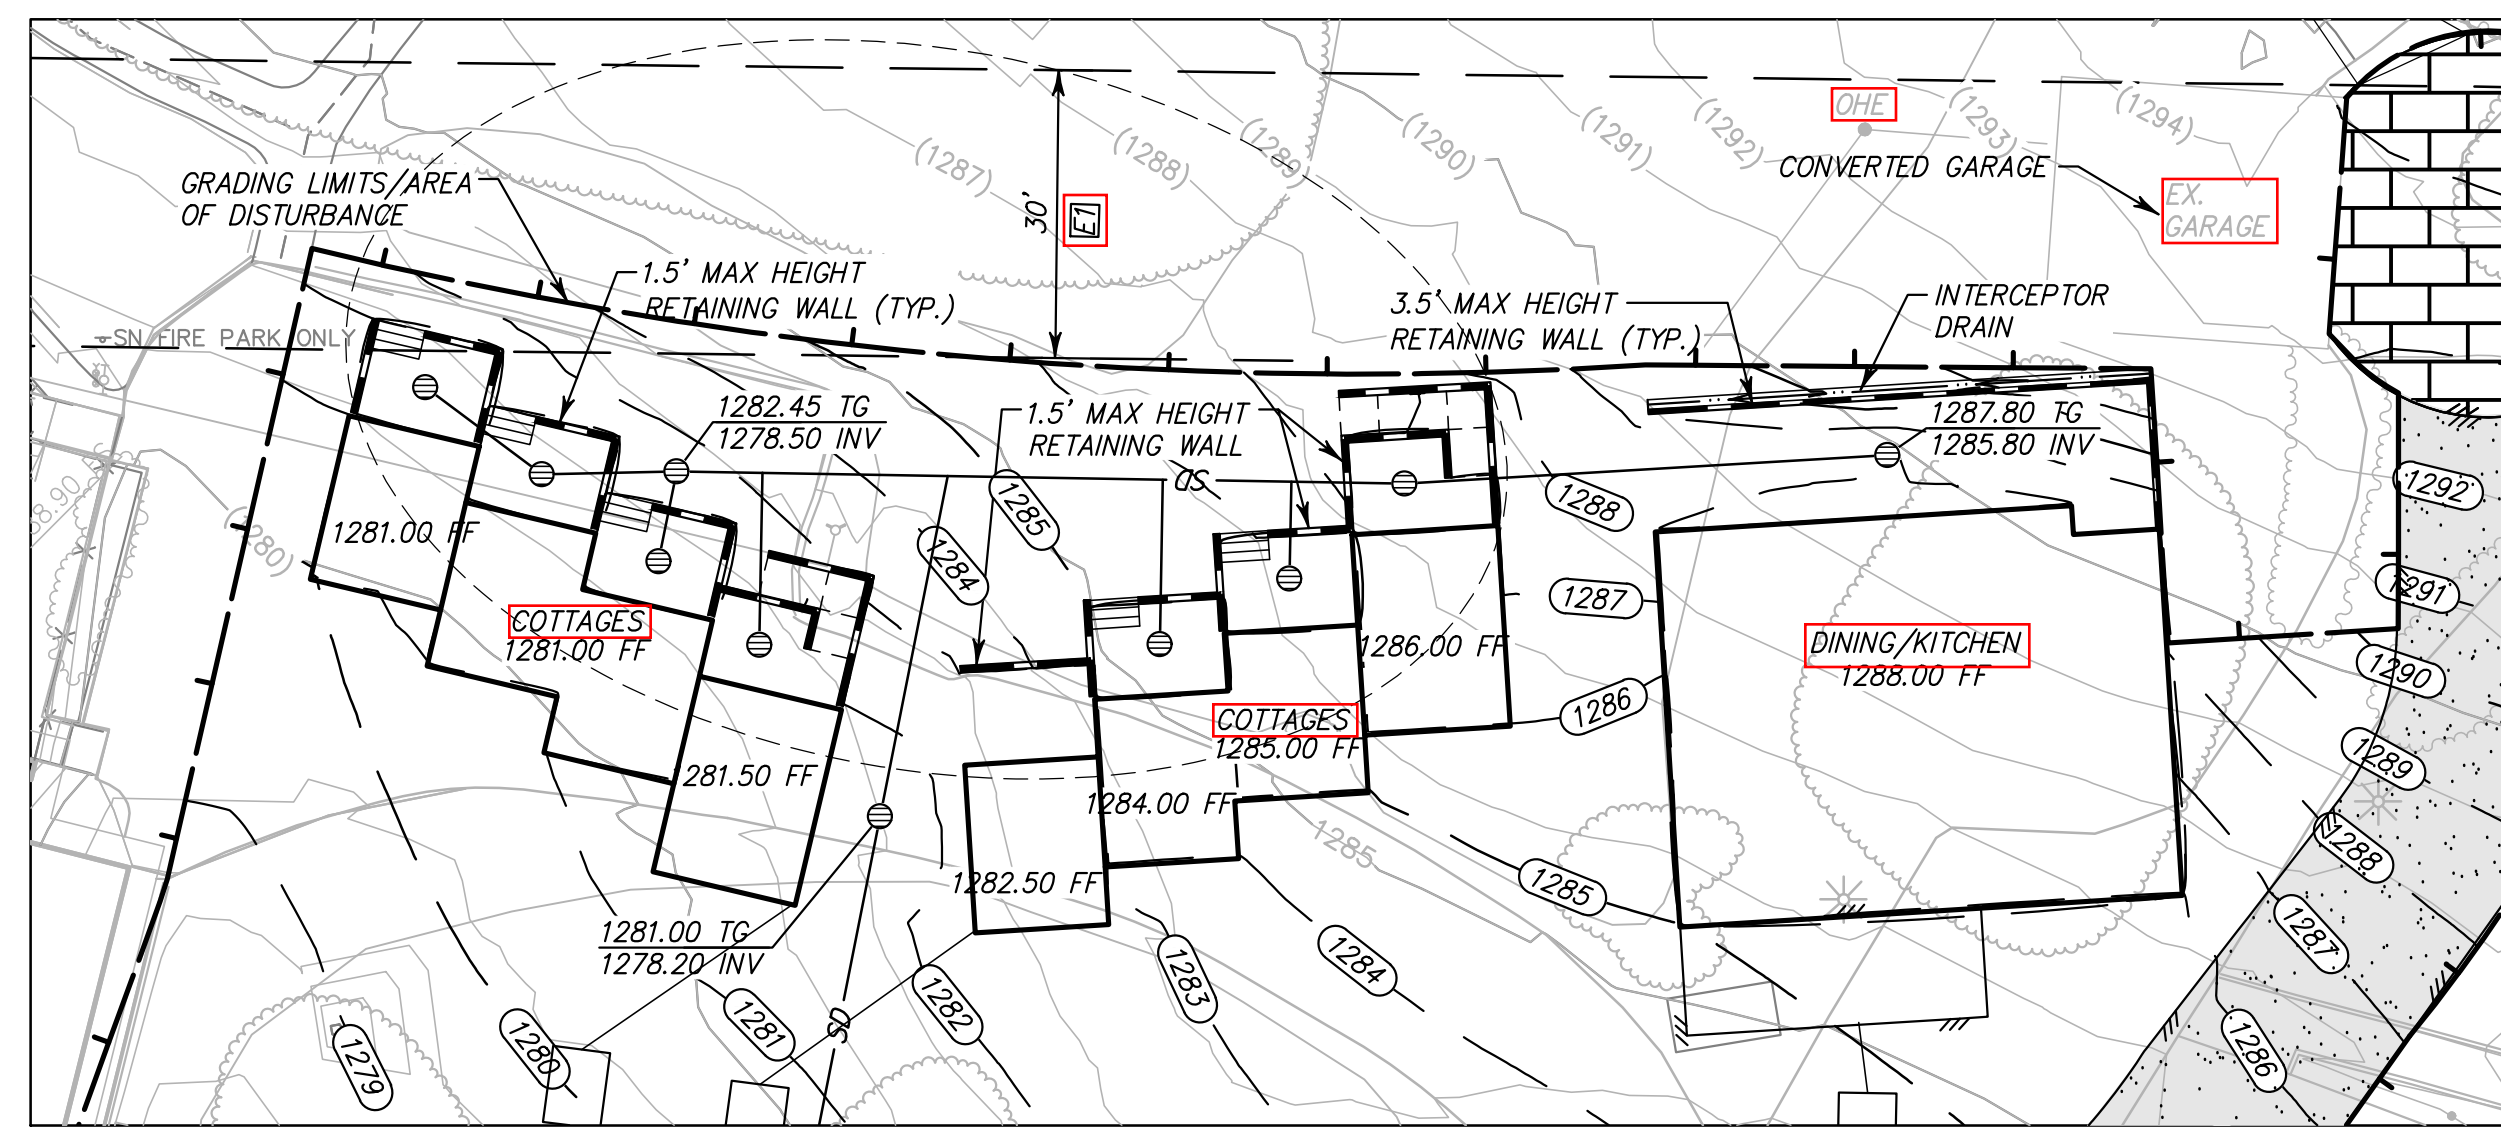 OHE
(1287)
(1288)
(1289)
(1290)
(1291)
(1292)
(1293)
(1294)
CONVERTED GARAGE
EX.
GARAGE
GRADING LIMITS/AREA
OF DISTURBANCE
30'
E1
1.5' MAX HEIGHT
RETAINING WALL (TYP.)
3.5' MAX HEIGHT
RETAINING WALL (TYP.)
INTERCEPTOR
DRAIN
SN FIRE PARK ONLY
1282.45 TG
1278.50 INV
1.5' MAX HEIGHT
RETAINING WALL
1287.80 TG
1285.80 INV
SD
1285
1288
1292
(1280)
8.90
1281.00 FF
1284
1287
1291
COTTAGES
1281.00 FF
1286.00 FF
DINING/KITCHEN
1288.00 FF
1290
1286
COTTAGES
1285.00 FF
1289
281.50 FF
1284.00 FF
1285
1288
1282.50 FF
1285
1287
1281.00 TG
1278.20 INV
1284
1283
1282
1281
SD
1280
1279
1286